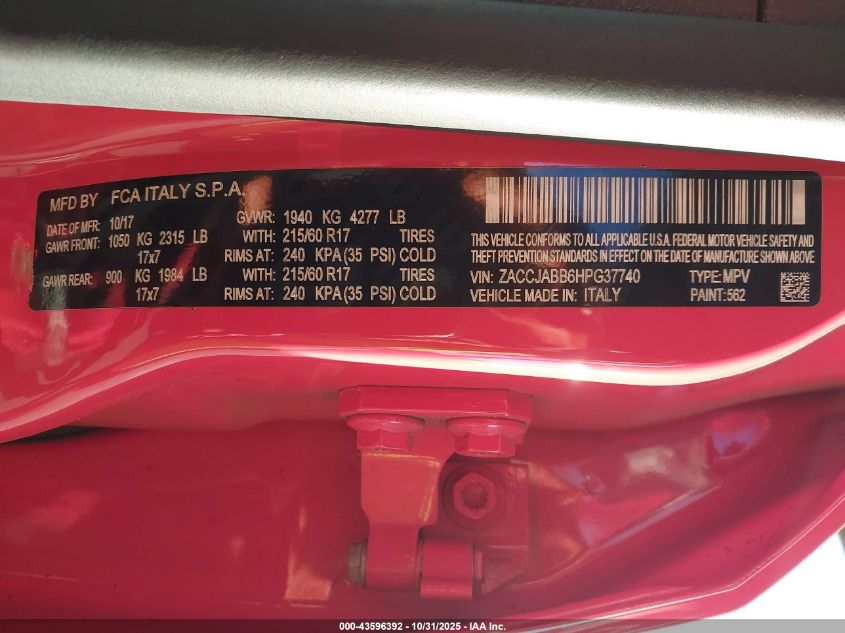 MFD BY FCA ITALY S.P.A.
DATE OF MFR: 10/17 GVWR: 1940 KG 4277 LB
GAWR FRONT: 1050 KG 2315 LB WITH: 215/60 R17 TIRES
17x7 RIMS AT: 240 KPA (35 PSI) COLD
GAWR REAR: 900 KG 1984 LB WITH: 215/60 R17 TIRES
17x7 RIMS AT: 240 KPA (35 PSI) COLD
THIS VEHICLE CONFORMS TO ALL APPLICABLE U.S.A. FEDERAL MOTOR VEHICLE SAFETY AND
THEFT PREVENTION STANDARDS IN EFFECT ON THE DATE OF MANUFACTURE SHOWN ABOVE
VIN: ZACCJABB6HPG37740 TYPE: MPV
VEHICLE MADE IN: ITALY PAINT: 562
000-43596392 - 10/31/2025 - IAA Inc.